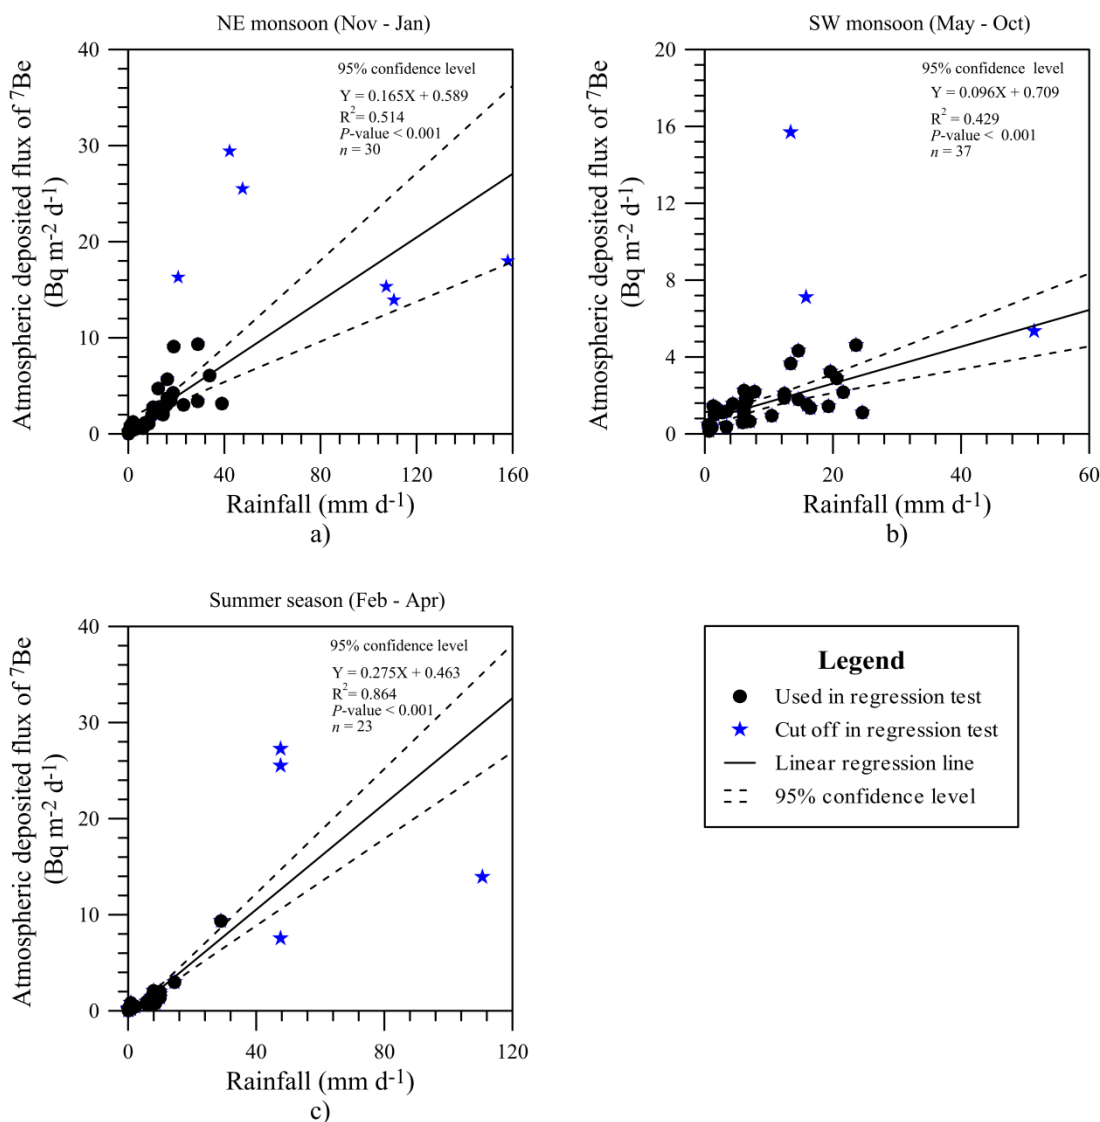 NE monsoon (Nov - Jan)
Atmospheric deposited flux of ⁷Be
(Bq m⁻² d⁻¹)
40
30
20
10
0
95% confidence level
Y = 0.165X + 0.589
R² = 0.514
P-value < 0.001
n = 30
0 40 80 120 160
Rainfall (mm d⁻¹)
a)
SW monsoon (May - Oct)
Atmospheric deposited flux of ⁷Be
(Bq m⁻² d⁻¹)
20
16
12
8
4
0
95% confidence level
Y = 0.096X + 0.709
R² = 0.429
P-value < 0.001
n = 37
0 20 40 60
Rainfall (mm d⁻¹)
b)
Summer season (Feb - Apr)
Atmospheric deposited flux of ⁷Be
(Bq m⁻² d⁻¹)
40
30
20
10
0
95% confidence level
Y = 0.275X + 0.463
R² = 0.864
P-value < 0.001
n = 23
0 40 80 120
Rainfall (mm d⁻¹)
c)
Legend
Used in regression test
Cut off in regression test
Linear regression line
95% confidence level